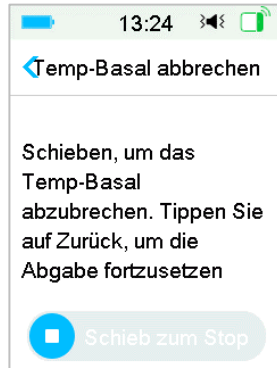 13:24
Temp-Basal abbrechen
Schieben, um das
Temp-Basal
abzubrechen. Tippen Sie
auf Zurück, um die
Abgabe fortzusetzen
Schieb zum Stop